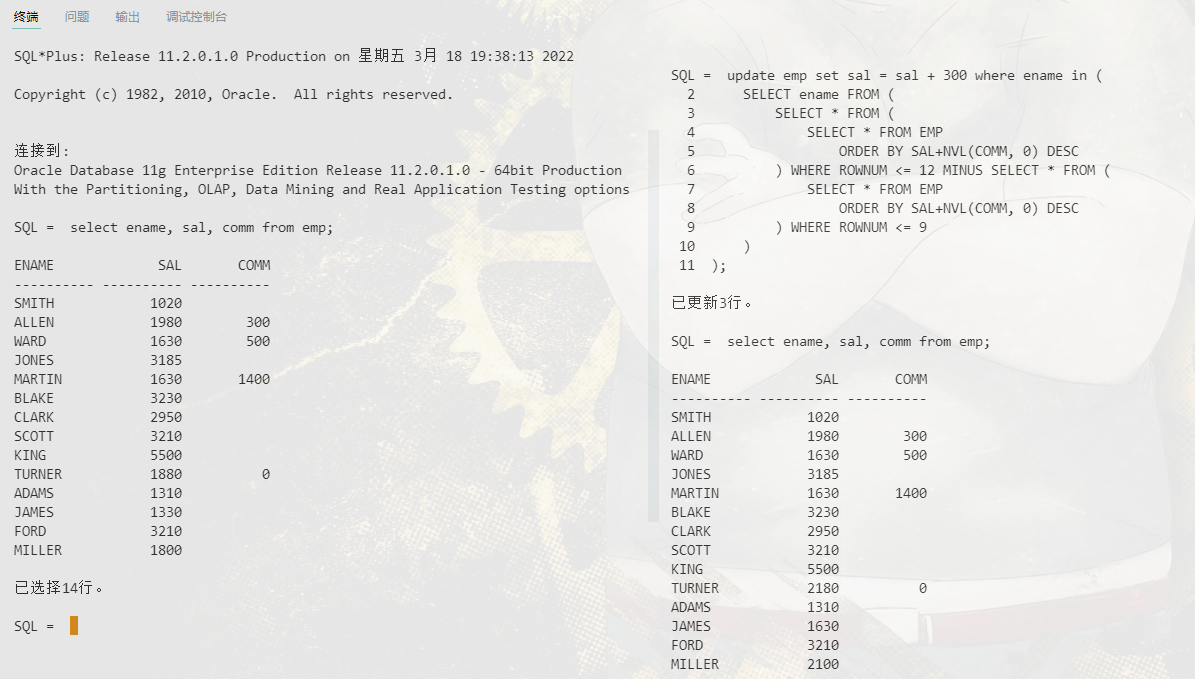 终端 问题 输出 调试控制台
SQL*Plus: Release 11.2.0.1.0 Production on 星期五 3月 18 19:38:13 2022
Copyright (c) 1982, 2010, Oracle.  All rights reserved.
连接到:
Oracle Database 11g Enterprise Edition Release 11.2.0.1.0 - 64bit Production
With the Partitioning, OLAP, Data Mining and Real Application Testing options
SQL =  select ename, sal, comm from emp;
ENAME             SAL       COMM
---------- ---------- ----------
SMITH            1020
ALLEN            1980        300
WARD             1630        500
JONES            3185
MARTIN           1630       1400
BLAKE            3230
CLARK            2950
SCOTT            3210
KING             5500
TURNER           1880          0
ADAMS            1310
JAMES            1330
FORD             3210
MILLER           1800
已选择14行。
SQL =
SQL =  update emp set sal = sal + 300 where ename in (
  2      SELECT ename FROM (
  3          SELECT * FROM (
  4              SELECT * FROM EMP
  5                  ORDER BY SAL+NVL(COMM, 0) DESC
  6          ) WHERE ROWNUM <= 12 MINUS SELECT * FROM (
  7              SELECT * FROM EMP
  8                  ORDER BY SAL+NVL(COMM, 0) DESC
  9          ) WHERE ROWNUM <= 9
 10      )
 11  );
已更新3行。
SQL =  select ename, sal, comm from emp;
ENAME             SAL       COMM
---------- ---------- ----------
SMITH            1020
ALLEN            1980        300
WARD             1630        500
JONES            3185
MARTIN           1630       1400
BLAKE            3230
CLARK            2950
SCOTT            3210
KING             5500
TURNER           2180          0
ADAMS            1310
JAMES            1630
FORD             3210
MILLER           2100